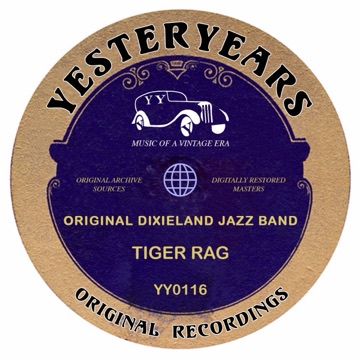 YESTERYEARS
YY
MUSIC OF A VINTAGE ERA
ORIGINAL ARCHIVE
SOURCES
DIGITALLY RESTORED
MASTERS
ORIGINAL DIXIELAND JAZZ BAND
TIGER RAG
YY0116
ORIGINAL RECORDINGS